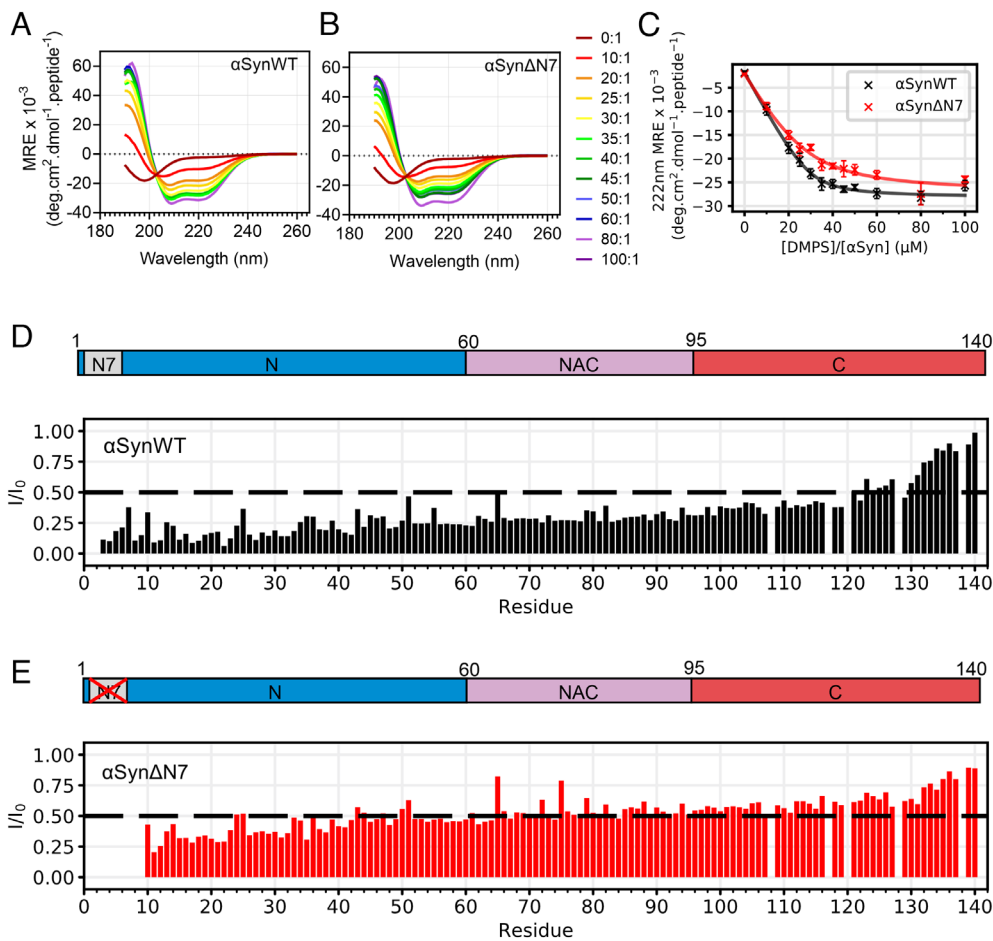 A
B
C
αSynWT
αSynΔN7
MRE x 10⁻³
(deg.cm².dmol⁻¹.peptide⁻¹)
60
40
20
0
-20
-40
180 200 220 240 260
Wavelength (nm)
60
40
20
0
-20
-40
180 200 220 240 260
Wavelength (nm)
0:1
10:1
20:1
25:1
30:1
35:1
40:1
45:1
50:1
60:1
80:1
100:1
222nm MRE x 10⁻³
(deg.cm².dmol⁻¹.peptide⁻¹)
αSynWT
αSynΔN7
−5
−10
−15
−20
−25
−30
0 20 40 60 80 100
[DMPS]/[αSyn] (μM)
D
1 60 95 140
N7 N NAC C
αSynWT
I/I₀
1.00
0.75
0.50
0.25
0.00
0 10 20 30 40 50 60 70 80 90 100 110 120 130 140
Residue
E
1 60 95 140
N7 N NAC C
αSynΔN7
I/I₀
1.00
0.75
0.50
0.25
0.00
0 10 20 30 40 50 60 70 80 90 100 110 120 130 140
Residue